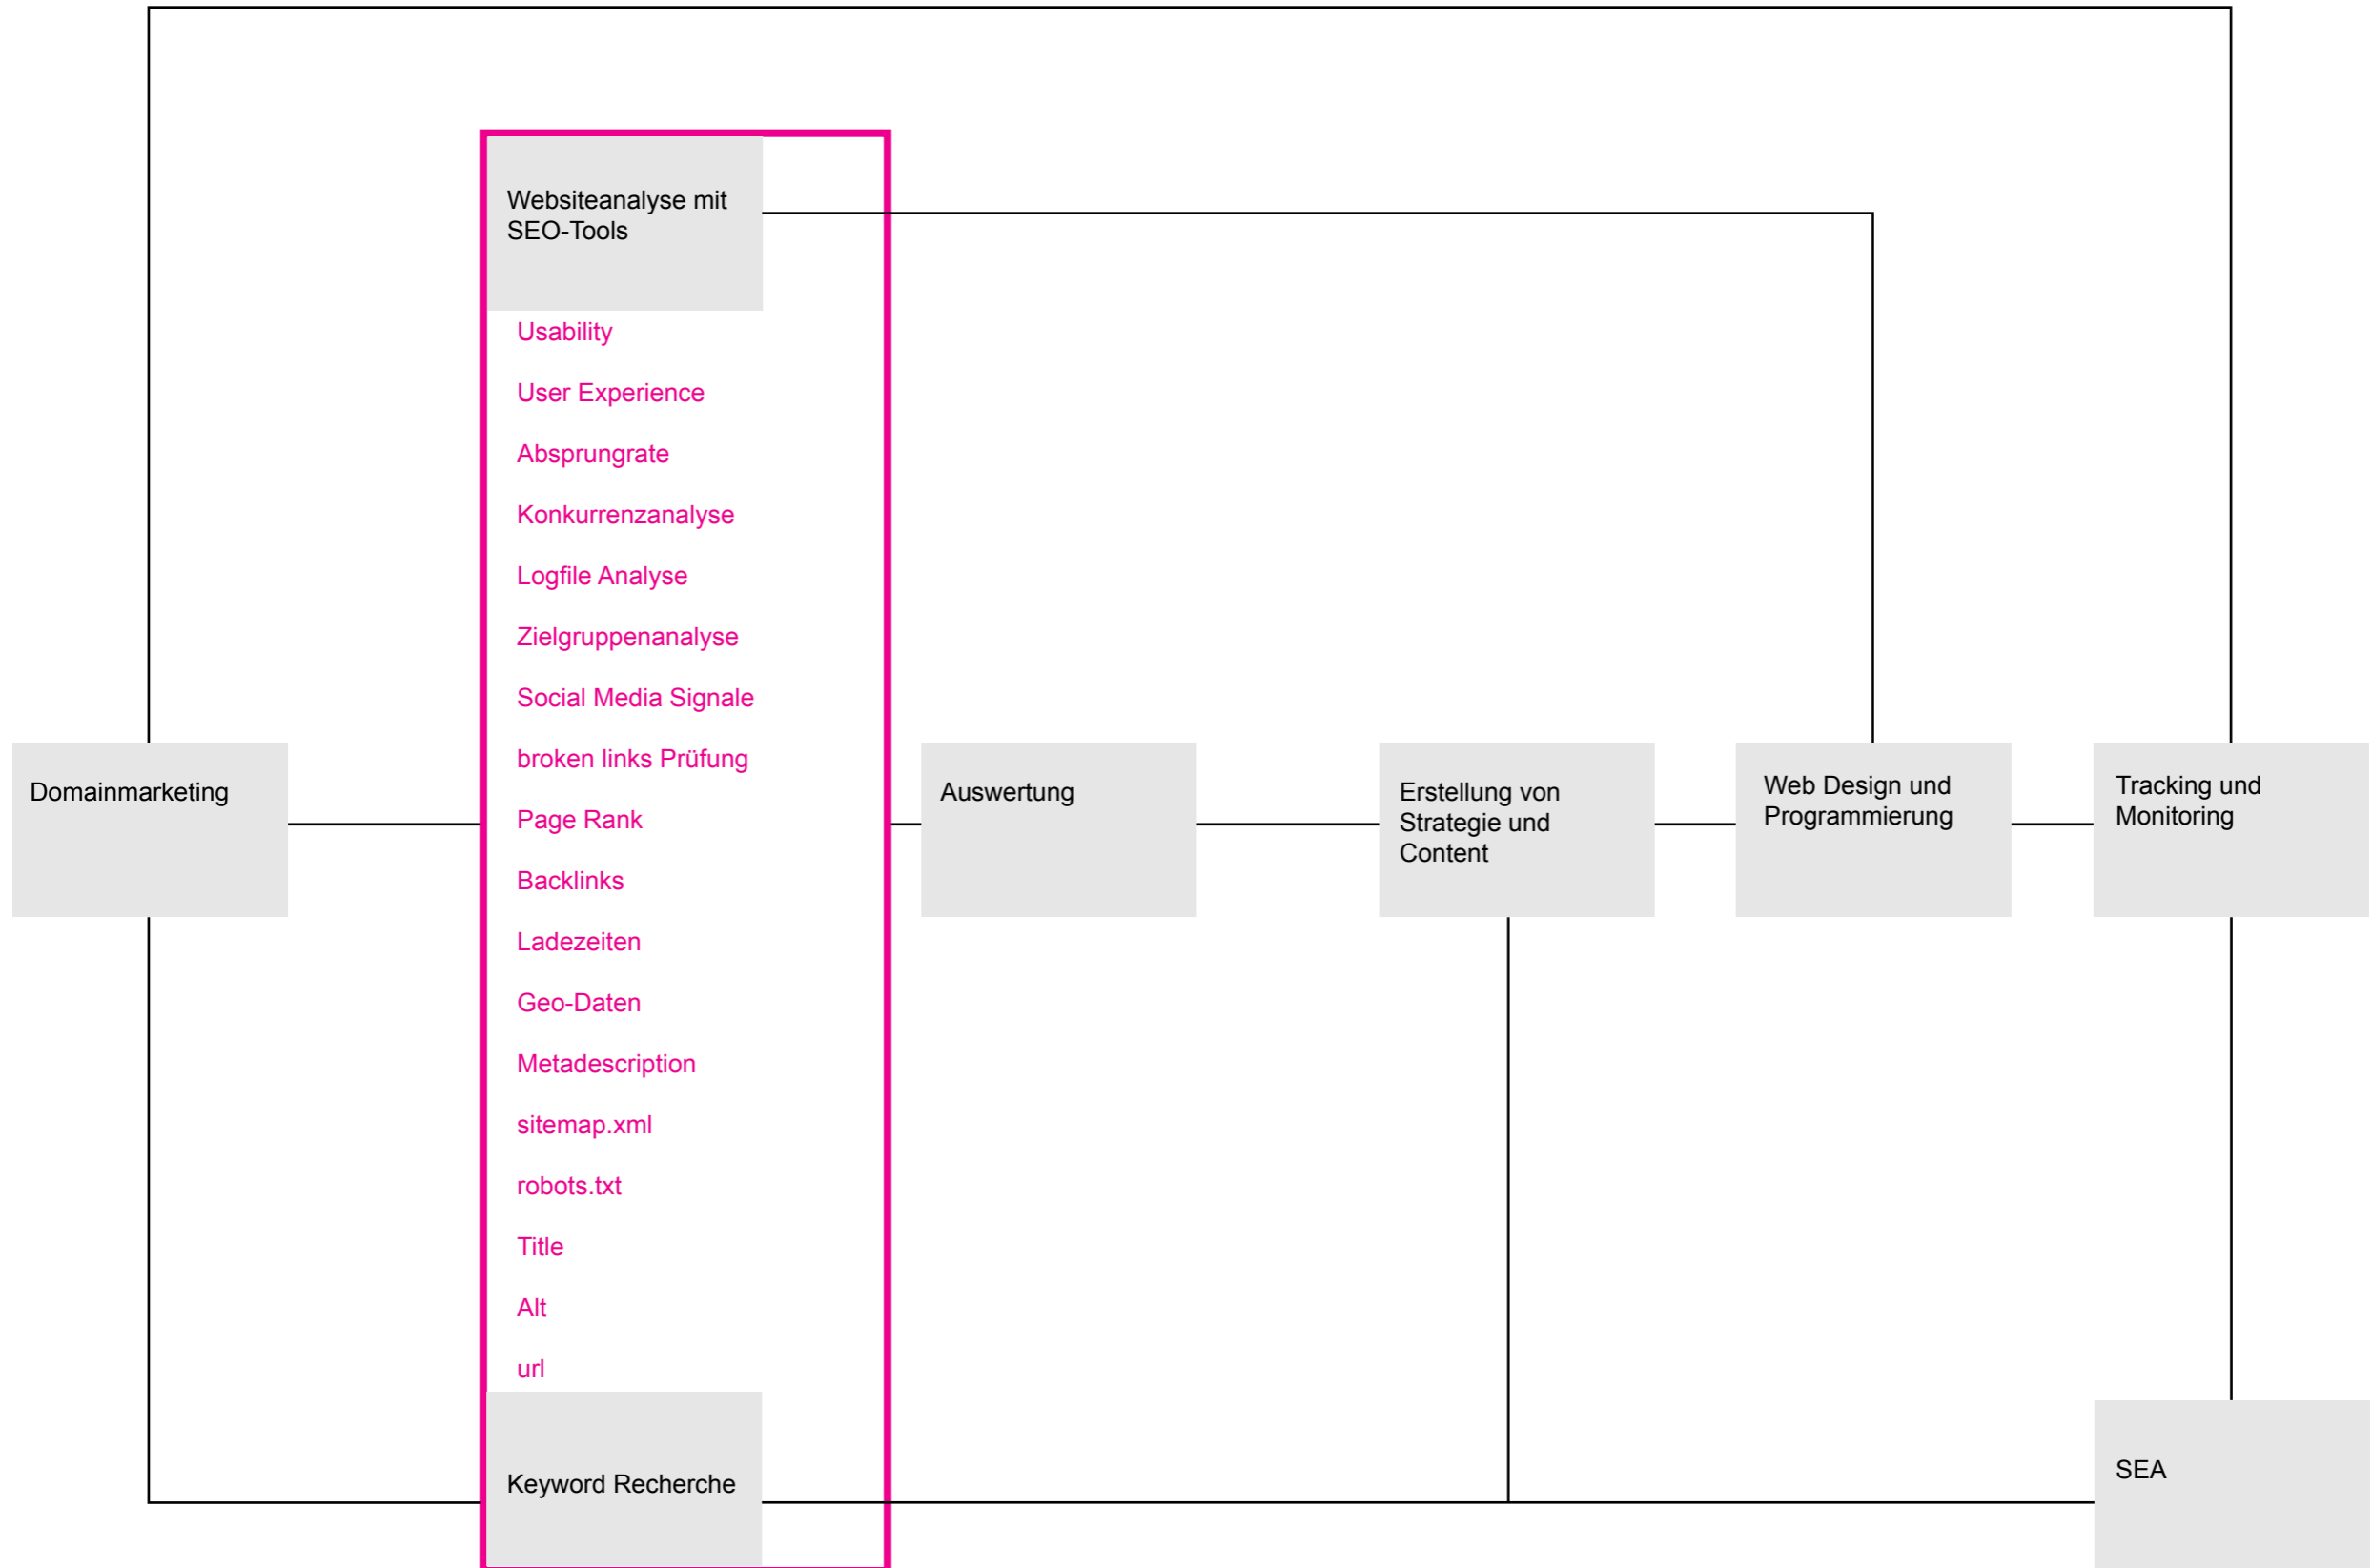 Websiteanalyse mit
SEO-Tools
Usability
User Experience
Absprungrate
Konkurrenzanalyse
Logfile Analyse
Zielgruppenanalyse
Social Media Signale
broken links Prüfung
Page Rank
Backlinks
Ladezeiten
Geo-Daten
Metadescription
sitemap.xml
robots.txt
Title
Alt
url
Keyword Recherche
Domainmarketing
Auswertung
Erstellung von
Strategie und
Content
Web Design und
Programmierung
Tracking und
Monitoring
SEA